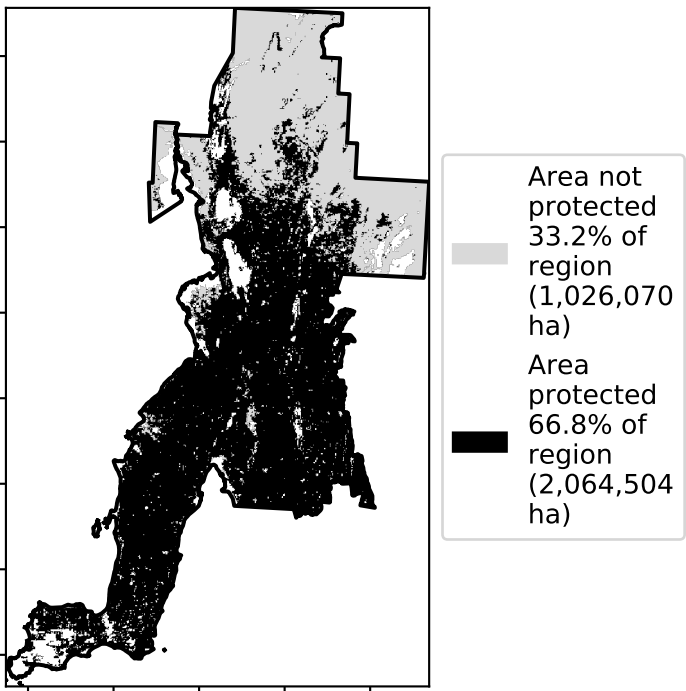 Area not
protected
33.2% of
region
(1,026,070
ha)
Area
protected
66.8% of
region
(2,064,504
ha)